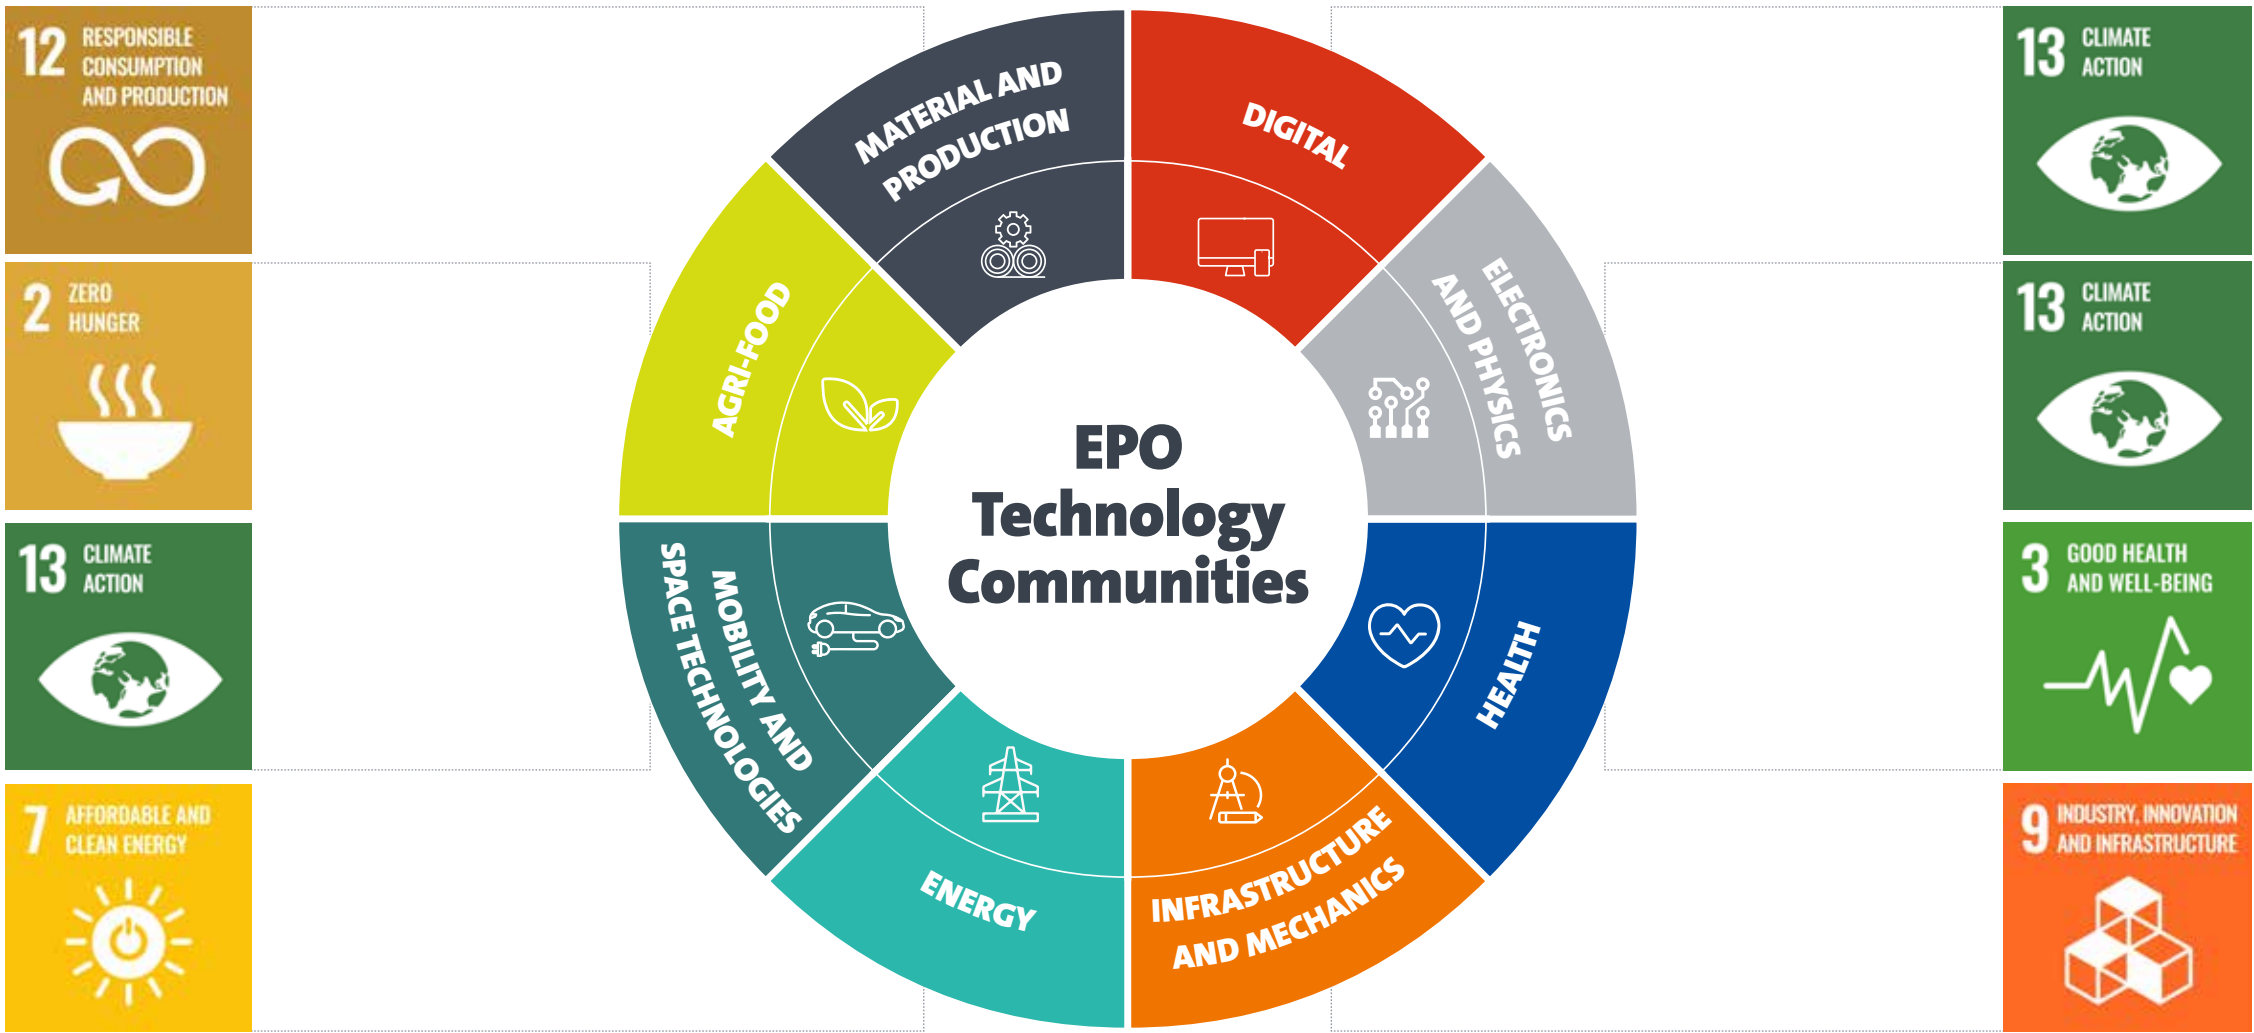 12 RESPONSIBLE
CONSUMPTION
AND PRODUCTION
2 ZERO
HUNGER
13 CLIMATE
ACTION
7 AFFORDABLE AND
CLEAN ENERGY
MATERIAL AND
PRODUCTION
DIGITAL
ELECTRONICS
AND PHYSICS
HEALTH
INFRASTRUCTURE
AND MECHANICS
ENERGY
MOBILITY AND
SPACE TECHNOLOGIES
AGRI-FOOD
EPO
Technology
Communities
13 CLIMATE
ACTION
13 CLIMATE
ACTION
3 GOOD HEALTH
AND WELL-BEING
9 INDUSTRY, INNOVATION
AND INFRASTRUCTURE